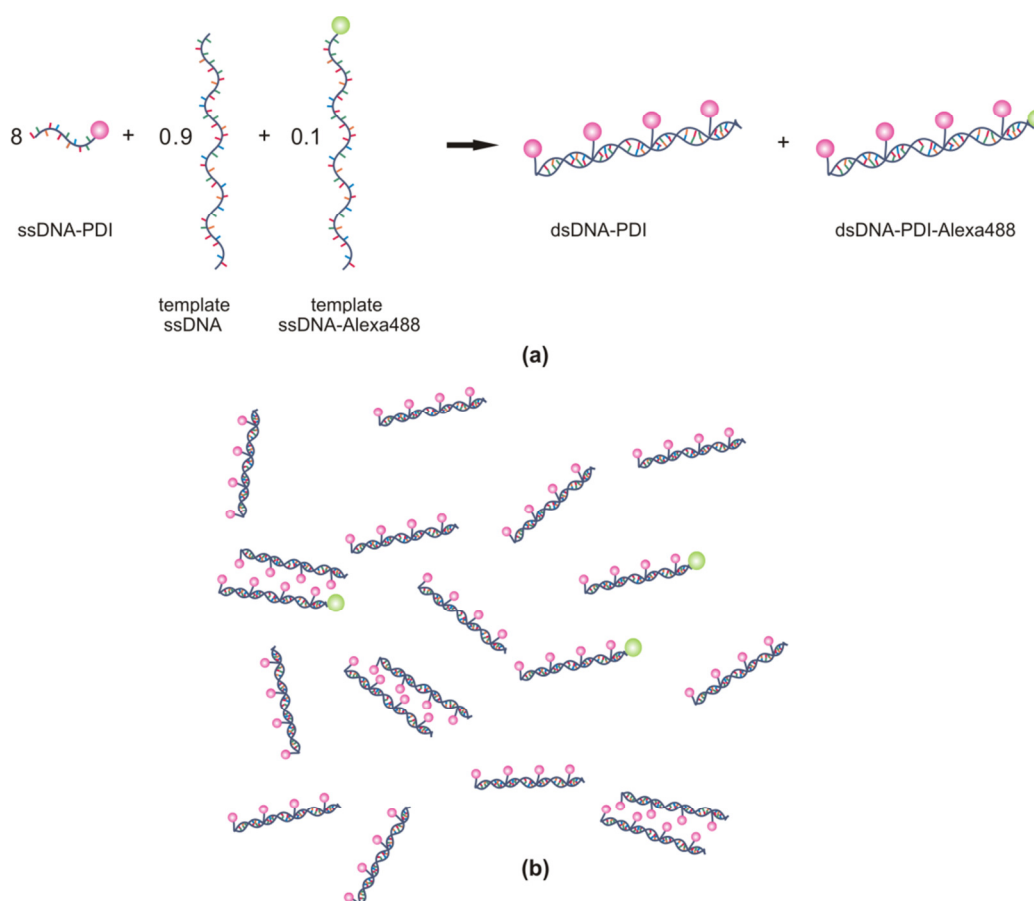 8 + 0.9 + 0.1 +
ssDNA-PDI dsDNA-PDI dsDNA-PDI-Alexa488
template template
ssDNA ssDNA-Alexa488
(a)
(b)